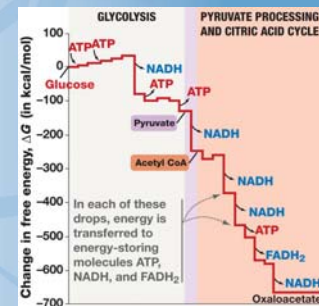 GLYCOLYSIS
PYRUVATE PROCESSING
AND CITRIC ACID CYCLE
Change in free energy, ΔG (in kcal/mol)
100
0
−100
−200
−300
−400
−500
−600
−700
ATP
ATP
Glucose
NADH
ATP
ATP
Pyruvate
NADH
Acetyl CoA
NADH
In each of these
drops, energy is
transferred to
energy-storing
molecules ATP,
NADH, and FADH₂
NADH
ATP
FADH₂
NADH
Oxaloacetate